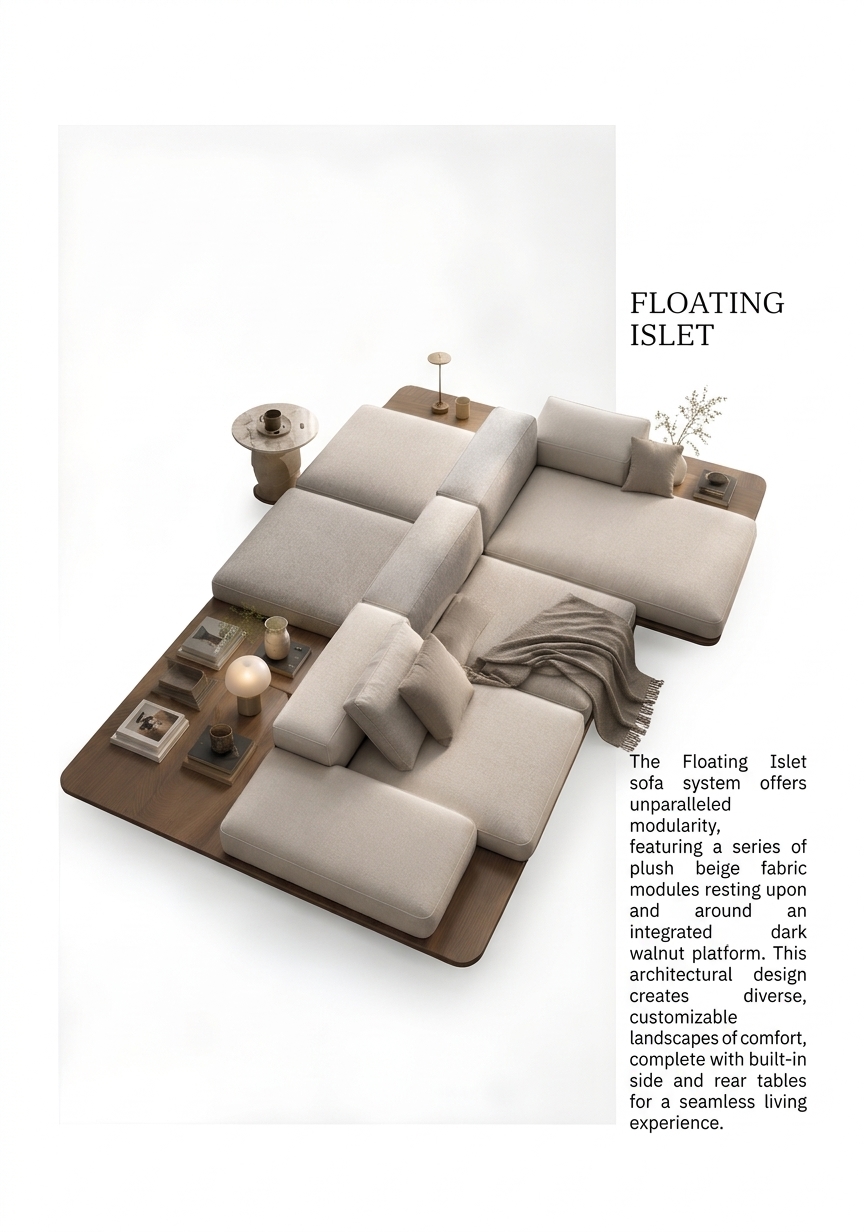 FLOATING
ISLET
The Floating Islet
sofa system offers
unparalleled
modularity,
featuring a series of
plush beige fabric
modules resting upon
and around an
integrated dark
walnut platform. This
architectural design
creates diverse,
customizable
landscapes of comfort,
complete with built-in
side and rear tables
for a seamless living
experience.